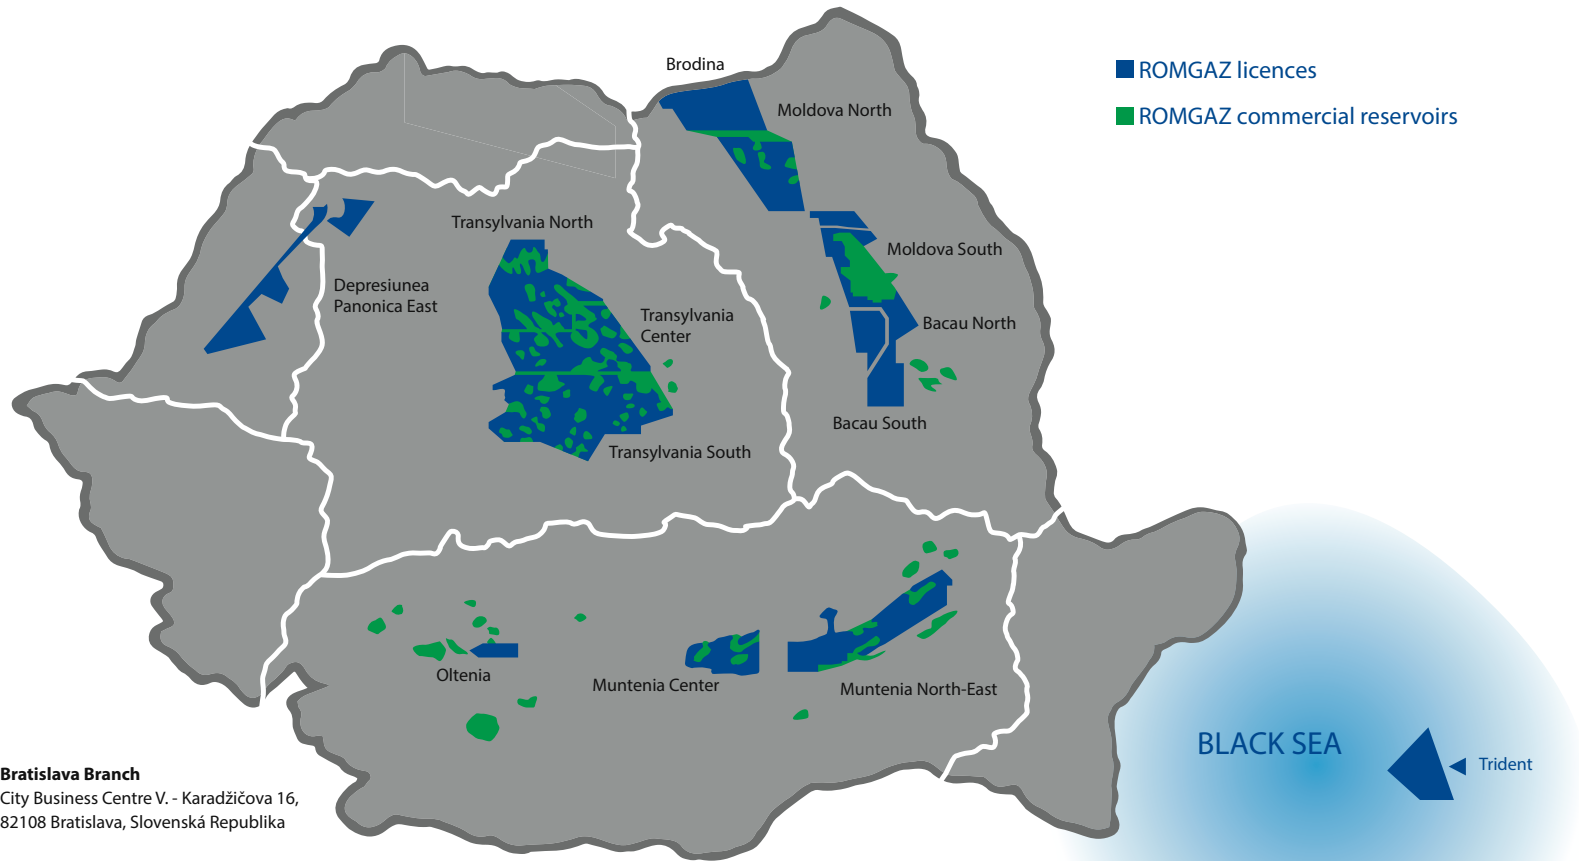 Brodina
ROMGAZ licences
Moldova North
ROMGAZ commercial reservoirs
Transylvania North
Moldova South
Depresiunea
Panonica East
Transylvania
Center
Bacau North
Bacau South
Transylvania South
Oltenia
Muntenia Center
Muntenia North-East
BLACK SEA
Trident
Bratislava Branch
City Business Centre V. - Karadžičova 16,
82108 Bratislava, Slovenská Republika